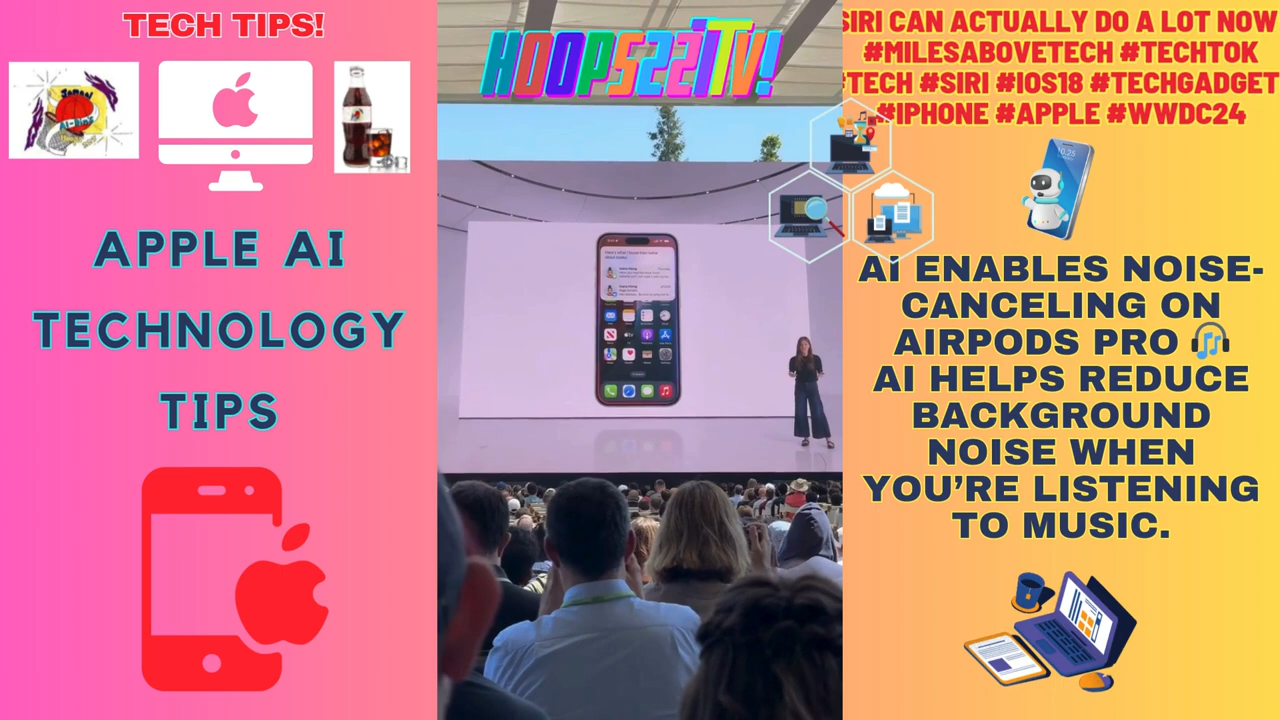 TECH TIPS!
APPLE AI
TECHNOLOGY
TIPS
HOOPS22ITV!
SIRI CAN ACTUALLY DO A LOT NOW
#MILESABOVETECH #TECHTOK
#TECH #SIRI #IOS18 #TECHGADGET
#IPHONE #APPLE #WWDC24
AI ENABLES NOISE-
CANCELING ON
AIRPODS PRO 🎧
AI HELPS REDUCE
BACKGROUND
NOISE WHEN
YOU’RE LISTENING
TO MUSIC.